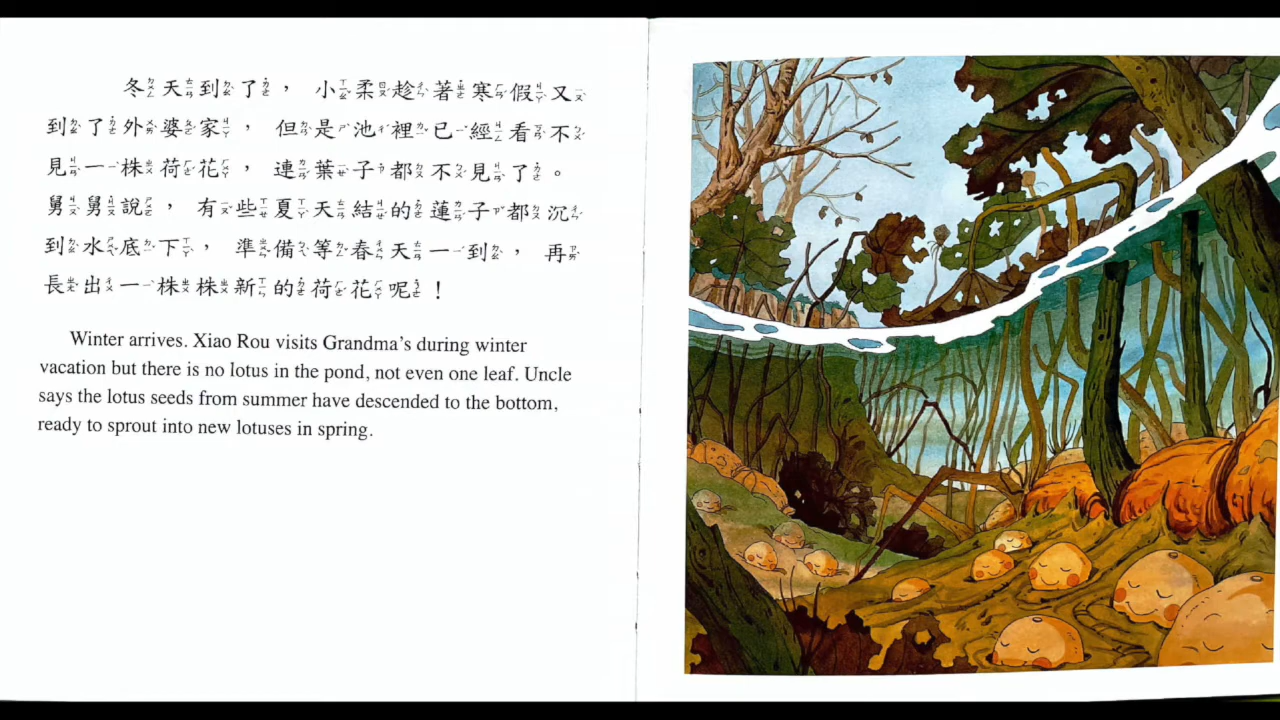 冬天到了，小柔趁著寒假又
到了外婆家，但是池裡已經看不
見一株荷花，連葉子都不見了。
舅舅說，有些夏天結的蓮子都沉
到水底下，準備等春天一到，再
長出一株株新的荷花呢！
Winter arrives. Xiao Rou visits Grandma's during winter
vacation but there is no lotus in the pond, not even one leaf. Uncle
says the lotus seeds from summer have descended to the bottom,
ready to sprout into new lotuses in spring.